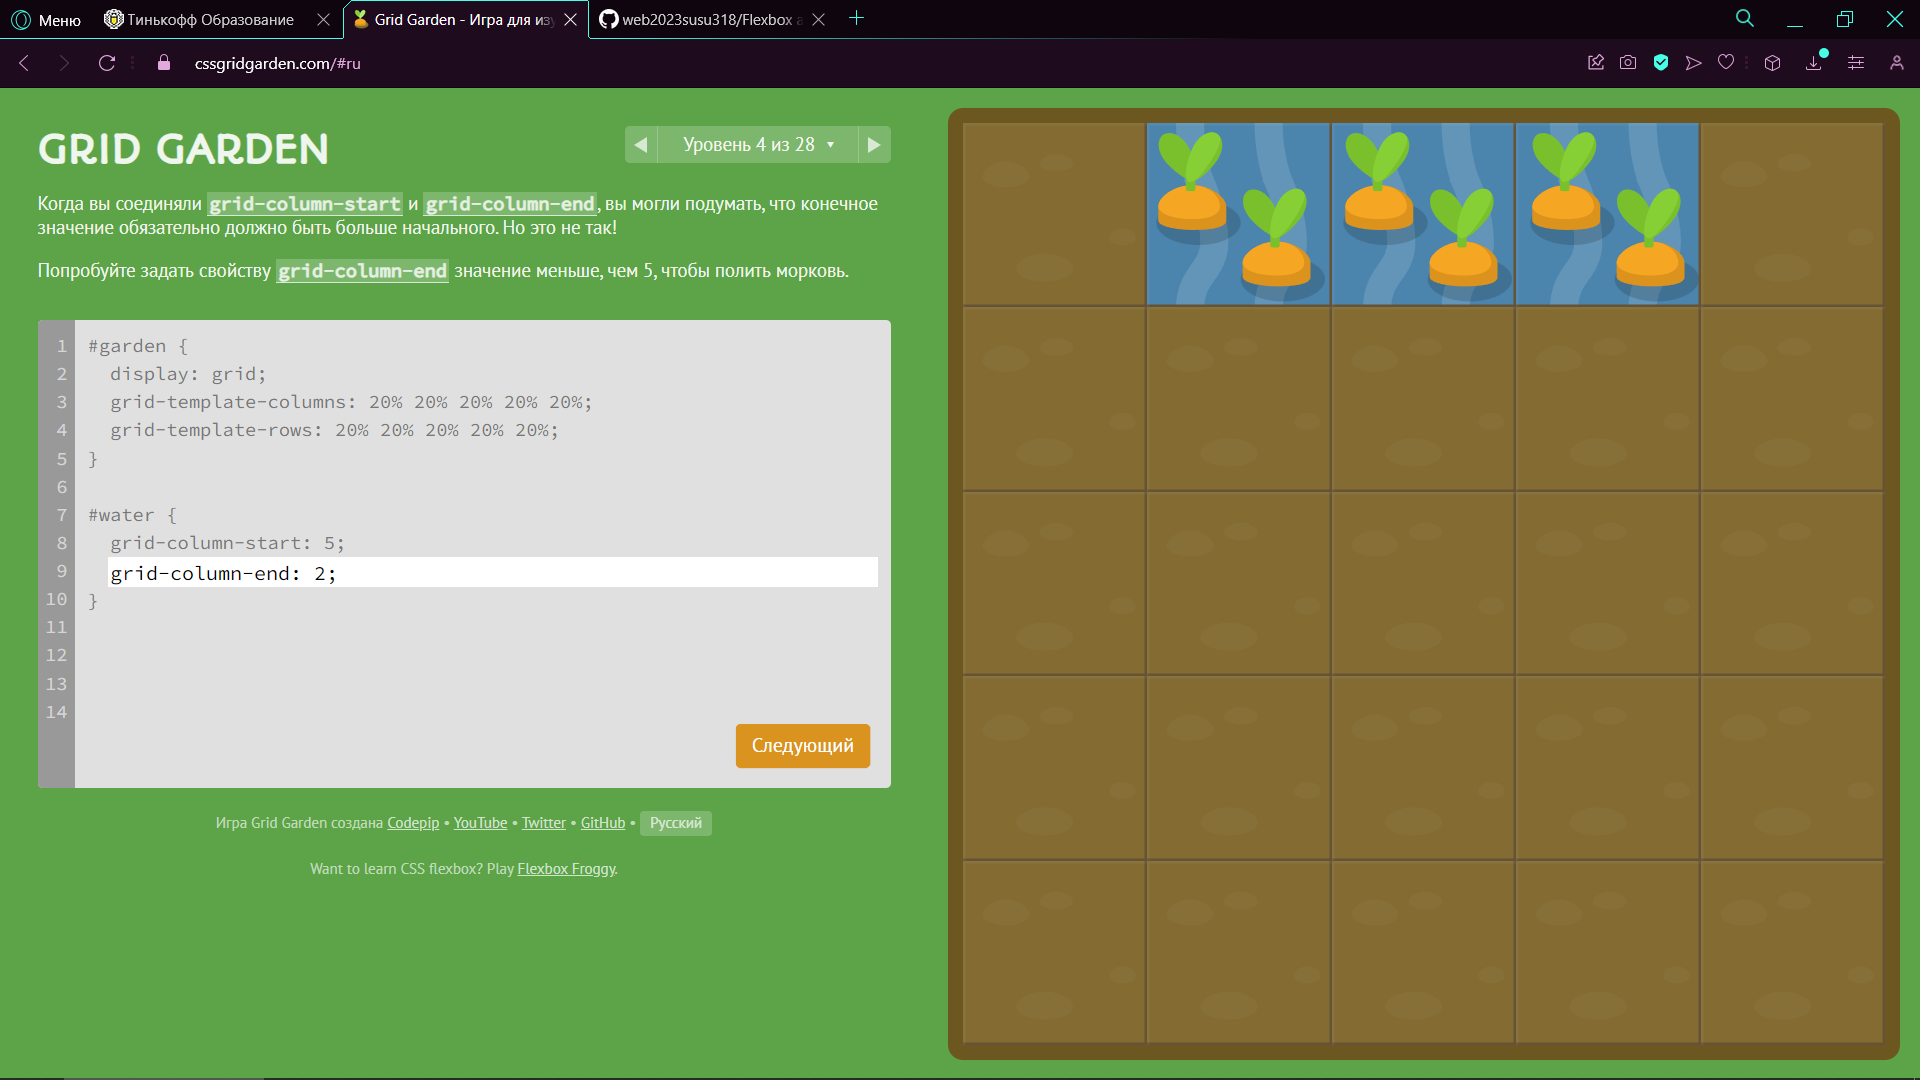 Меню
Тинькофф Образование
Grid Garden - Игра для из
web2023susu318/Flexbox a
cssgridgarden.com/#ru
GRID GARDEN
Уровень 4 из 28
Когда вы соединяли grid-column-start и grid-column-end, вы могли подумать, что конечное
значение обязательно должно быть больше начального. Но это не так!
Попробуйте задать свойству grid-column-end значение меньше, чем 5, чтобы полить морковь.
1 #garden {
2 display: grid;
3 grid-template-columns: 20% 20% 20% 20% 20%;
4 grid-template-rows: 20% 20% 20% 20% 20%;
5 }
6
7 #water {
8 grid-column-start: 5;
9 grid-column-end: 2;
10 }
11
12
13
14
Следующий
Игра Grid Garden создана Codepip • YouTube • Twitter • GitHub • Русский
Want to learn CSS flexbox? Play Flexbox Froggy.